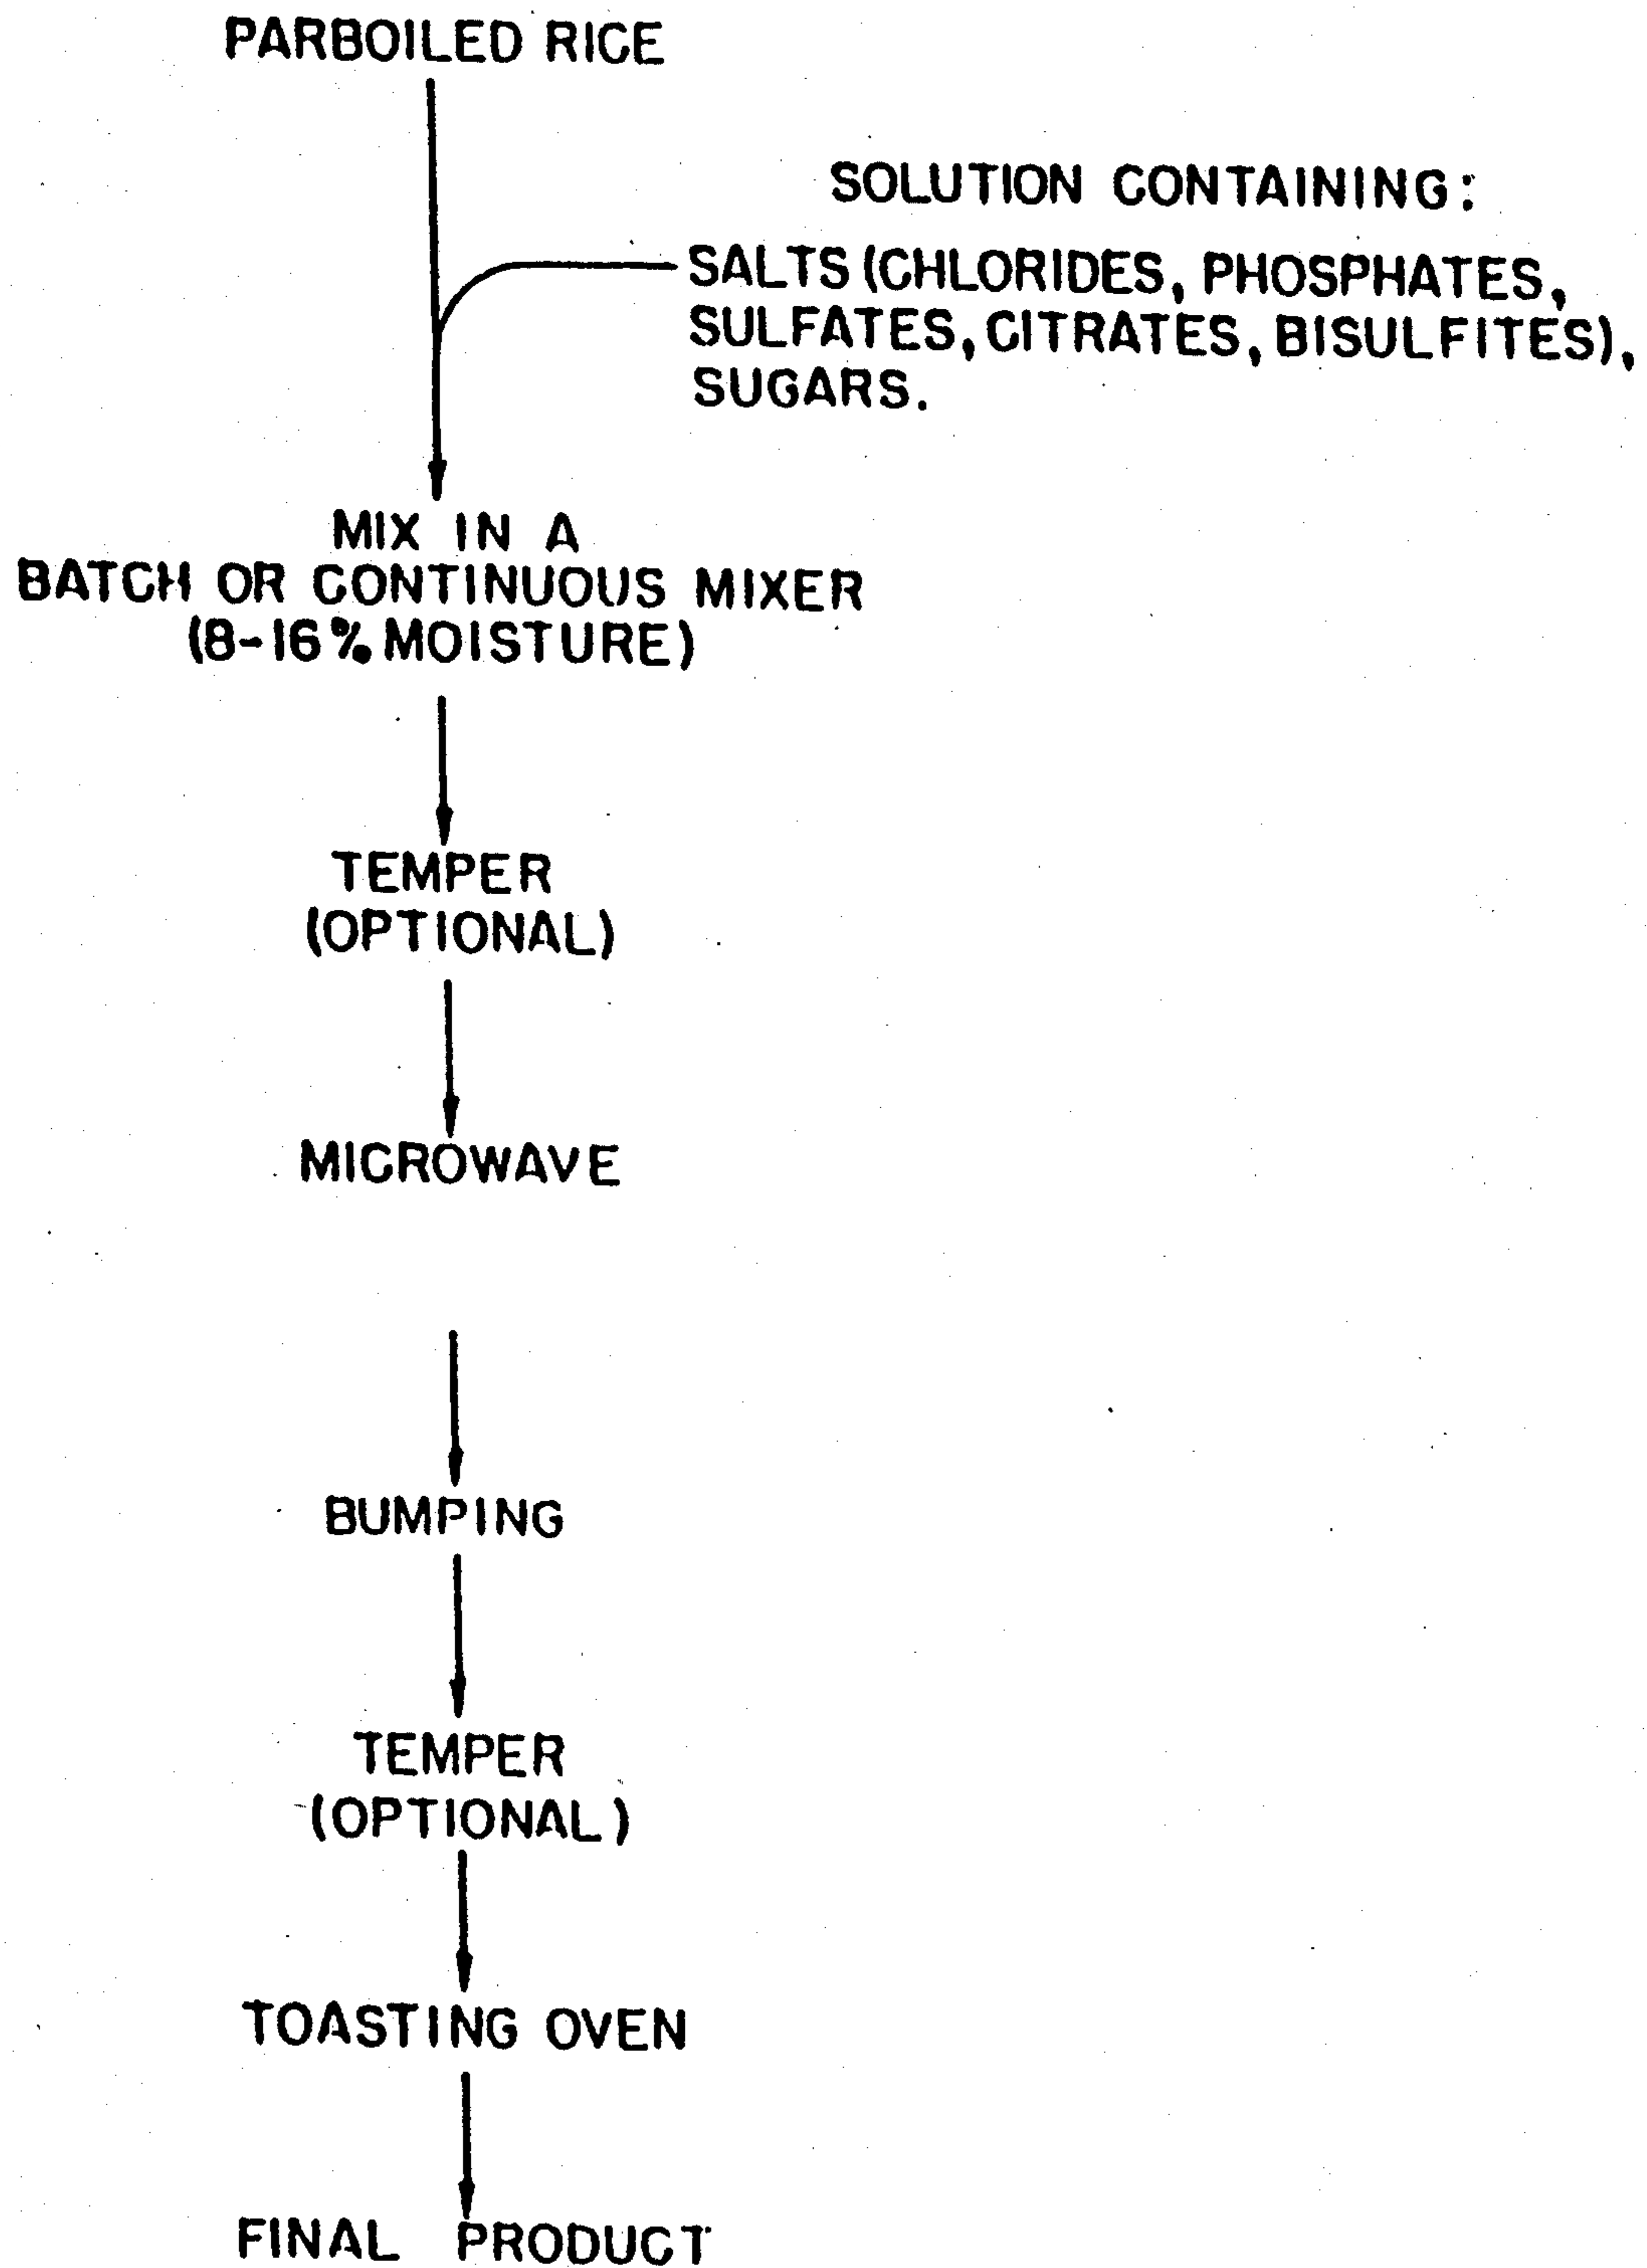 PARBOILED RICE
SOLUTION CONTAINING:
SALTS (CHLORIDES, PHOSPHATES,
SULFATES, CITRATES, BISULFITES),
SUGARS.
MIX IN A
BATCH OR CONTINUOUS MIXER
(8-16% MOISTURE)
TEMPER
(OPTIONAL)
MICROWAVE
BUMPING
TEMPER
(OPTIONAL)
TOASTING OVEN
FINAL PRODUCT